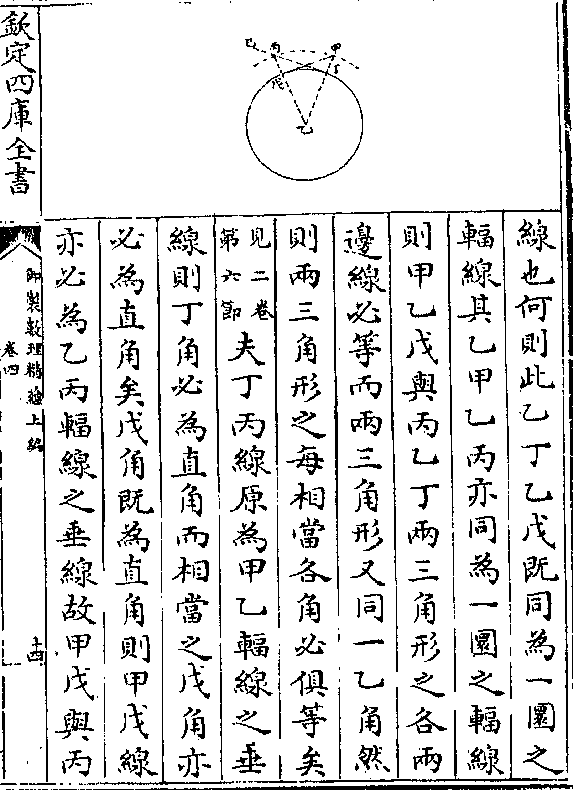 甲
丁
丙
己
戊
乙
線也何則此乙丁乙戊既同為一圜之
輻線其乙甲乙丙亦同為一圜之輻線
則甲乙戊與丙乙丁兩三角形之各兩
邊線必等而兩三角形又同一乙角然
則兩三角形之每相當各角必俱等矣
見二卷
第六節
夫丁丙線原為甲乙輻線之垂
線則丁角必為直角而相當之戊角亦
必為直角矣戊角既為直角則甲戊線
亦必為乙丙輻線之垂線故甲戊與丙
欽定四庫全書
御製數理精蘊上編
卷四